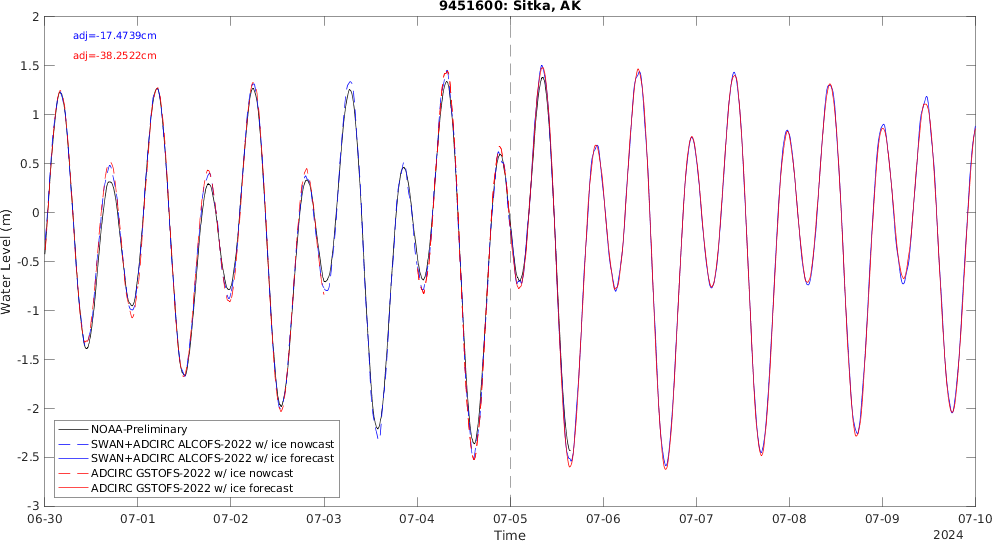 9451600: Sitka, AK
adj=-17.4739cm
adj=-38.2522cm
2
1.5
1
0.5
0
-0.5
-1
-1.5
-2
-2.5
-3
Water Level (m)
NOAA-Preliminary
SWAN+ADCIRC ALCOFS-2022 w/ ice nowcast
SWAN+ADCIRC ALCOFS-2022 w/ ice forecast
ADCIRC GSTOFS-2022 w/ ice nowcast
ADCIRC GSTOFS-2022 w/ ice forecast
06-30 07-01 07-02 07-03 07-04 07-05 07-06 07-07 07-08 07-09 07-10
Time
2024